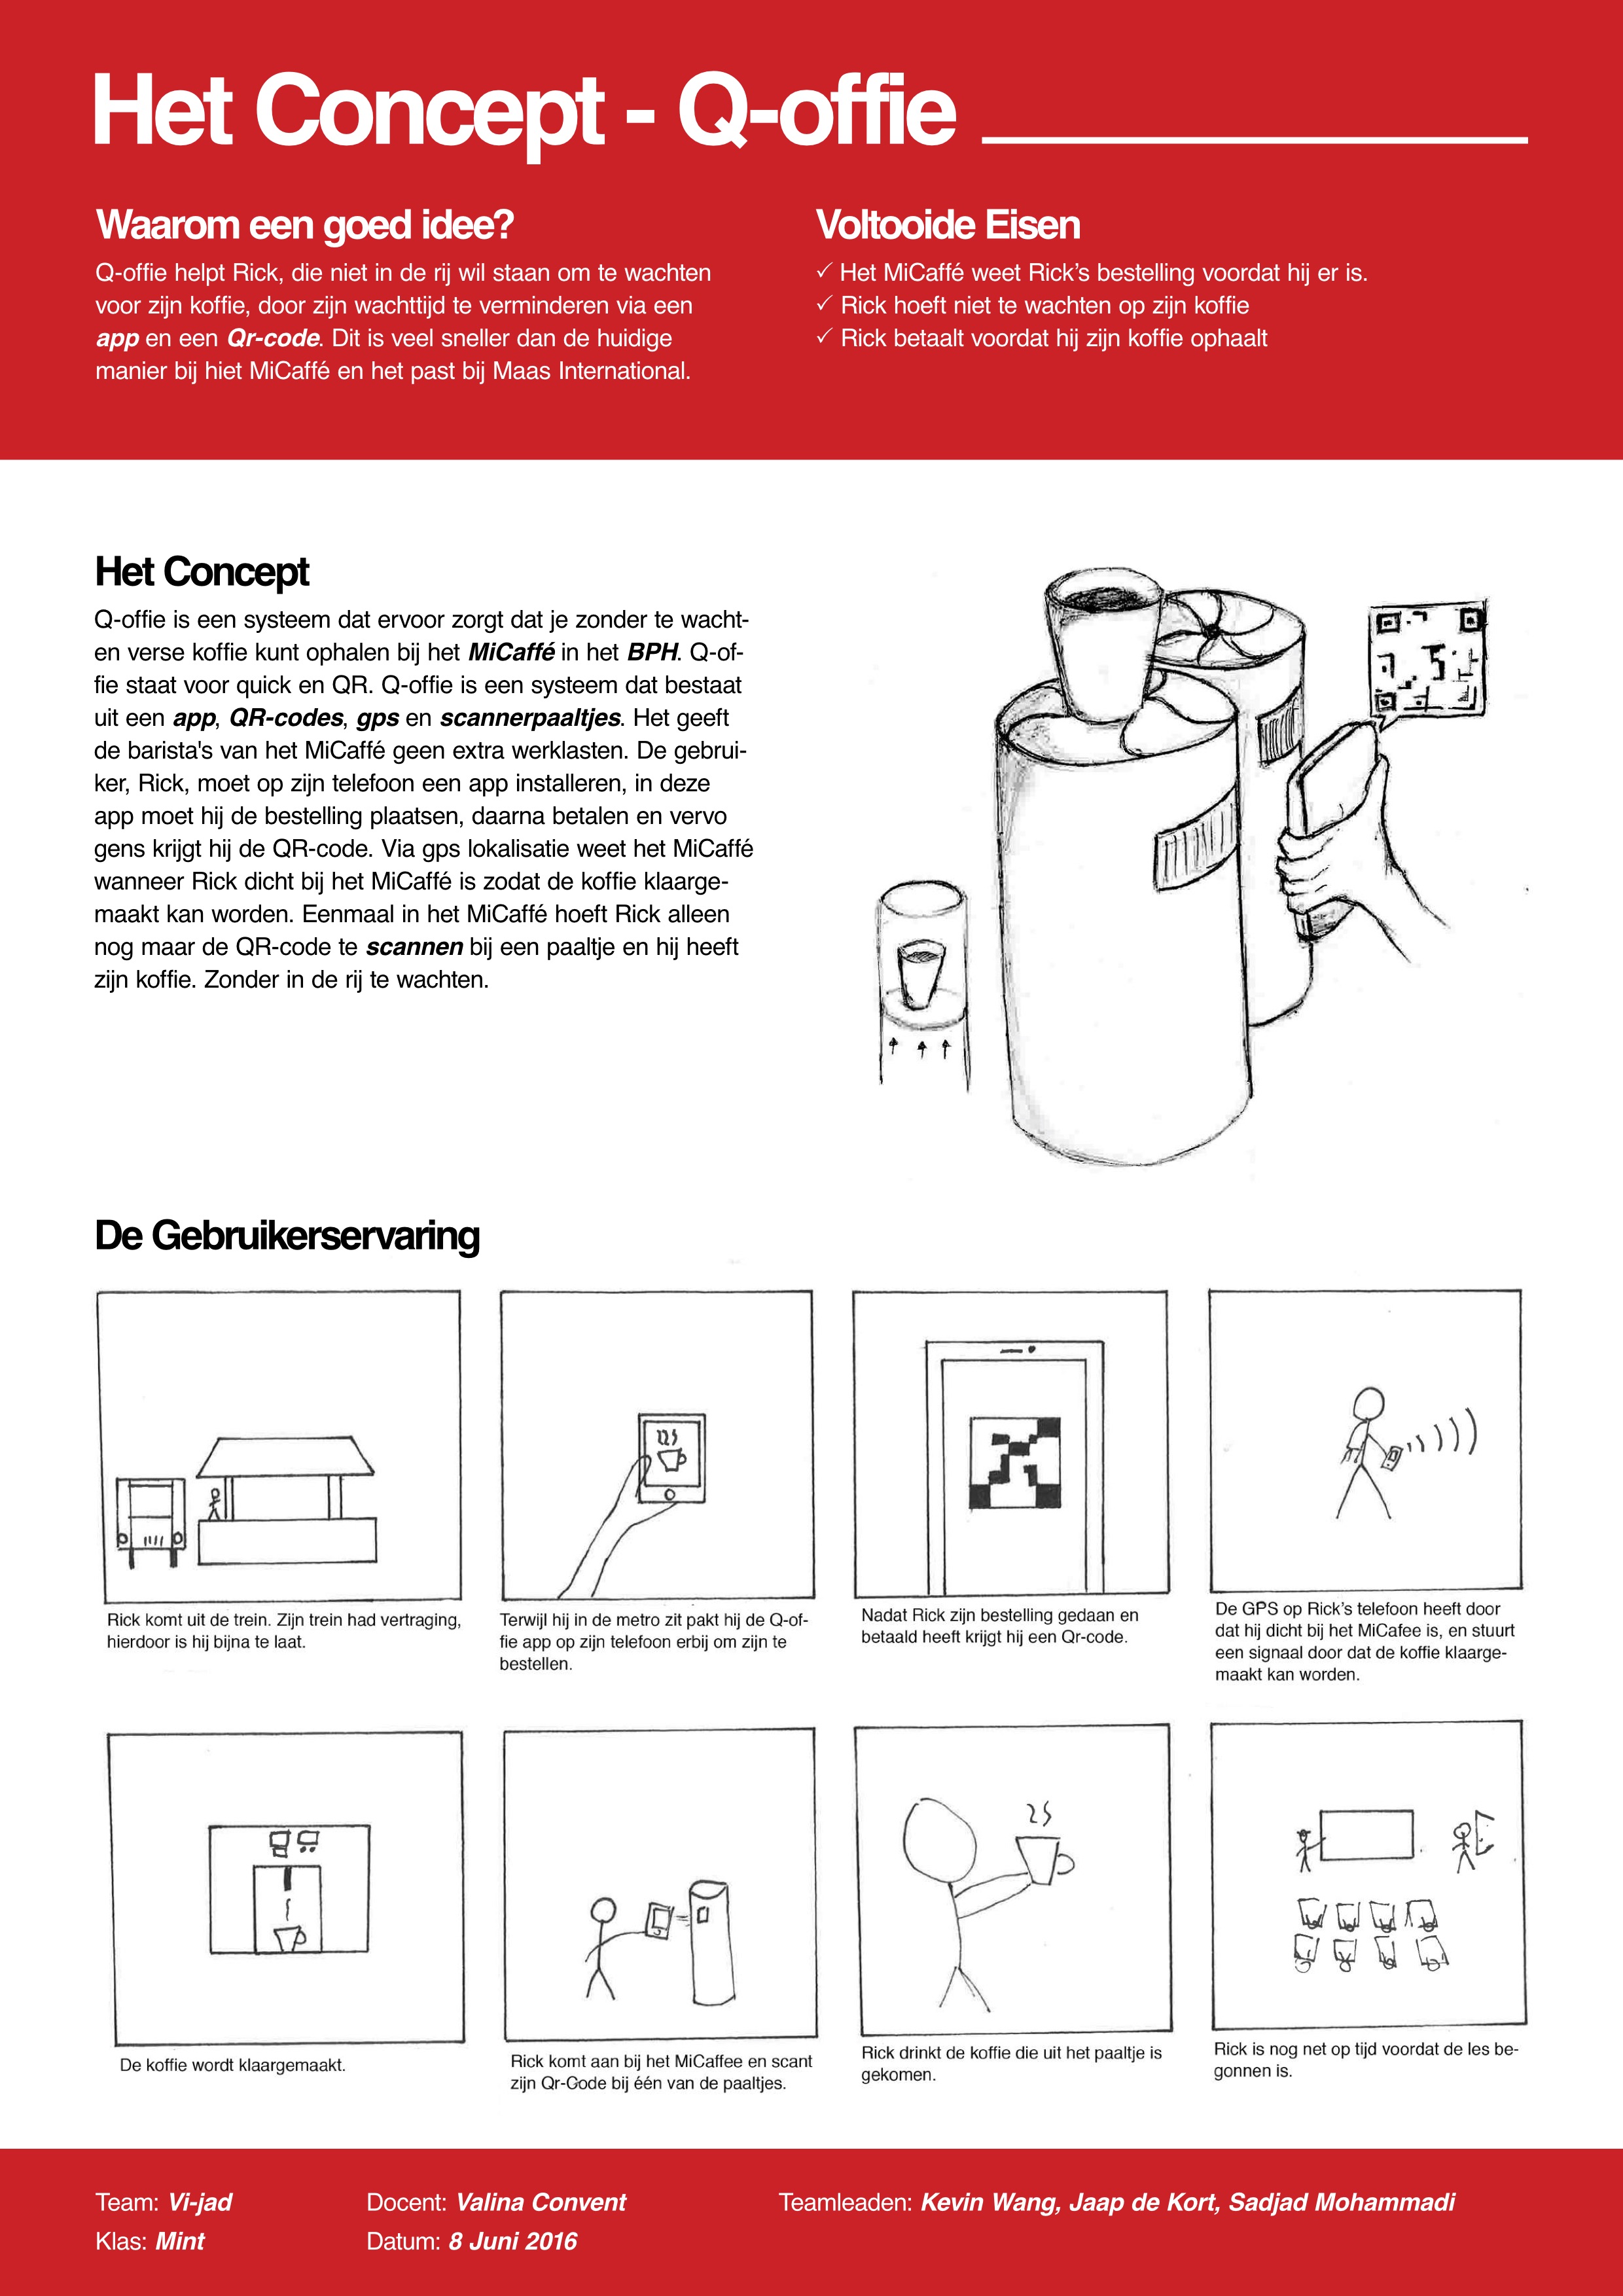 Het Concept - Q-offie
Waarom een goed idee?
Q-offie helpt Rick, die niet in de rij wil staan om te wachten
voor zijn koffie, door zijn wachttijd te verminderen via een
app en een Qr-code. Dit is veel sneller dan de huidige
manier bij hiet MiCaffé en het past bij Maas International.
Voltooide Eisen
✓ Het MiCaffé weet Rick’s bestelling voordat hij er is.
✓ Rick hoeft niet te wachten op zijn koffie
✓ Rick betaalt voordat hij zijn koffie ophaalt
Het Concept
Q-offie is een systeem dat ervoor zorgt dat je zonder te wacht-
en verse koffie kunt ophalen bij het MiCaffé in het BPH. Q-of-
fie staat voor quick en QR. Q-offie is een systeem dat bestaat
uit een app, QR-codes, gps en scannerpaaltjes. Het geeft
de barista's van het MiCaffé geen extra werklasten. De gebrui-
ker, Rick, moet op zijn telefoon een app installeren, in deze
app moet hij de bestelling plaatsen, daarna betalen en vervo
gens krijgt hij de QR-code. Via gps lokalisatie weet het MiCaffé
wanneer Rick dicht bij het MiCaffé is zodat de koffie klaarge-
maakt kan worden. Eenmaal in het MiCaffé hoeft Rick alleen
nog maar de QR-code te scannen bij een paaltje en hij heeft
zijn koffie. Zonder in de rij te wachten.
De Gebruikerservaring
Rick komt uit de trein. Zijn trein had vertraging,
hierdoor is hij bijna te laat.
Terwijl hij in de metro zit pakt hij de Q-of-
fie app op zijn telefoon erbij om zijn te
bestellen.
Nadat Rick zijn bestelling gedaan en
betaald heeft krijgt hij een Qr-code.
De GPS op Rick’s telefoon heeft door
dat hij dicht bij het MiCafee is, en stuurt
een signaal door dat de koffie klaarge-
maakt kan worden.
De koffie wordt klaargemaakt.
Rick komt aan bij het MiCaffee en scant
zijn Qr-Code bij één van de paaltjes.
Rick drinkt de koffie die uit het paaltje is
gekomen.
Rick is nog net op tijd voordat de les be-
gonnen is.
Team: Vi-jad
Klas: Mint
Docent: Valina Convent
Datum: 8 Juni 2016
Teamleaden: Kevin Wang, Jaap de Kort, Sadjad Mohammadi